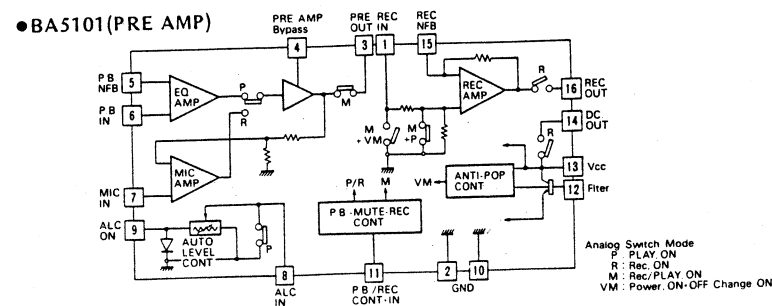 ●BA5101(PRE AMP)
PRE AMP
Bypass
PRE
OUT
REC
IN
REC
NFB
4
3
1
15
PB
NFB
5
PB
IN
6
EQ
AMP
P
R
M
REC
AMP
R
16
REC
OUT
14
DC
OUT
M
+VM
M
+P
R
13
Vcc
12
Flter
MIC
AMP
MIC
IN
7
ALC
ON
9
AUTO
LEVEL
CONT
P
8
ALC
IN
P/R
M
PB-MUTE-REC
CONT
11
PB/REC
CONT-IN
VM
ANTI-POP
CONT
2
10
GND
Analog Switch Mode
P : PLAY. ON
R : Rec. ON
M : Rec/PLAY. ON
VM : Power. ON·OFF Change ON